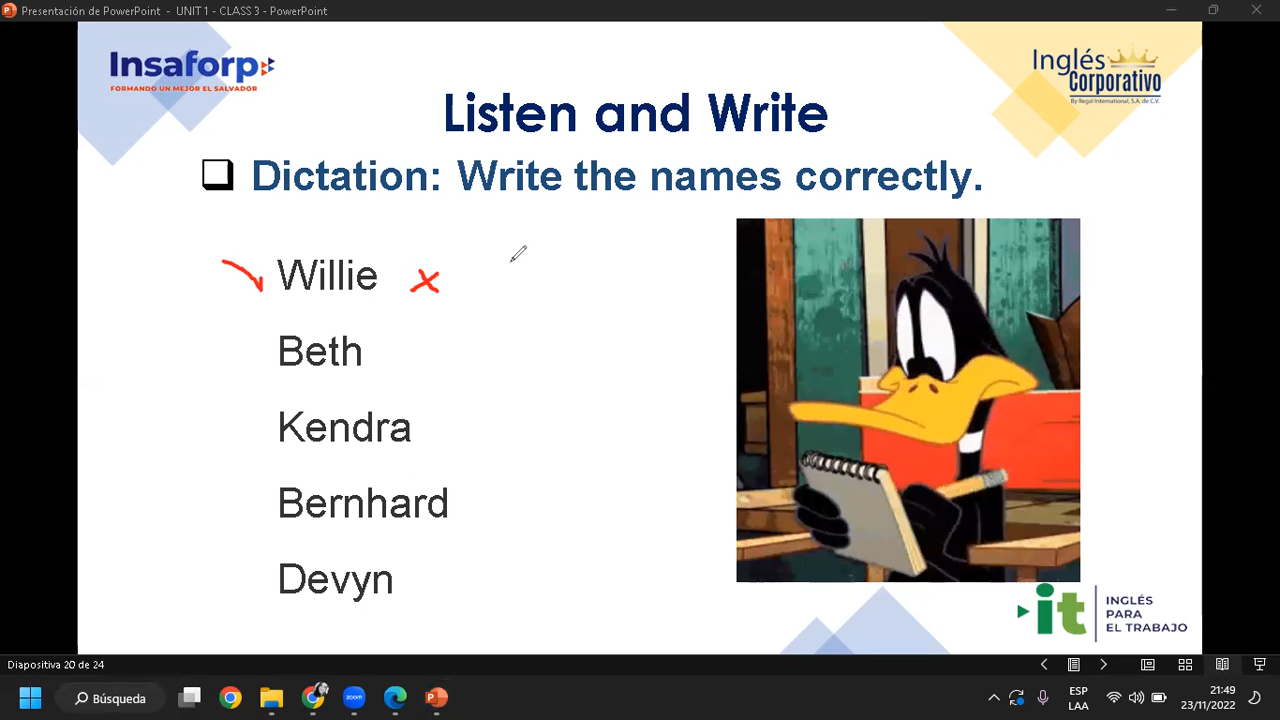 Presentación de PowerPoint - UNIT 1 - CLASS 3 - PowerPoint
Insaforp
FORMANDO UN MEJOR EL SALVADOR
Inglés
Corporativo
By Regal International, S.A. de C.V.
Listen and Write
Dictation: Write the names correctly.
Willie x
Beth
Kendra
Bernhard
Devyn
it
INGLÉS
PARA
EL TRABAJO
Diapositiva 20 de 24
Búsqueda
zoom
ESP
LAA
21:49
23/11/2022